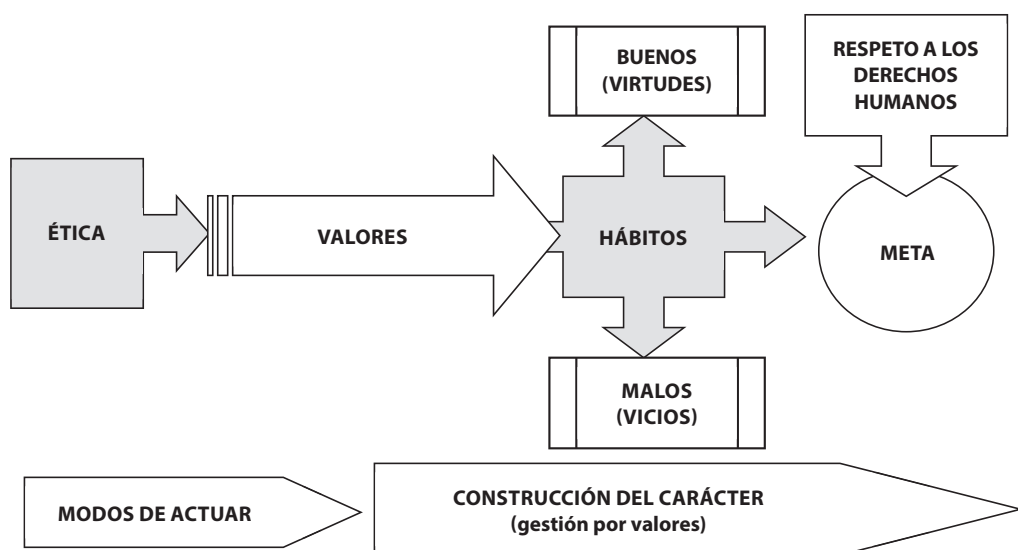 BUENOS
(VIRTUDES)
RESPETO A LOS
DERECHOS
HUMANOS
ÉTICA
VALORES
HÁBITOS
META
MALOS
(VICIOS)
MODOS DE ACTUAR
CONSTRUCCIÓN DEL CARÁCTER
(gestión por valores)